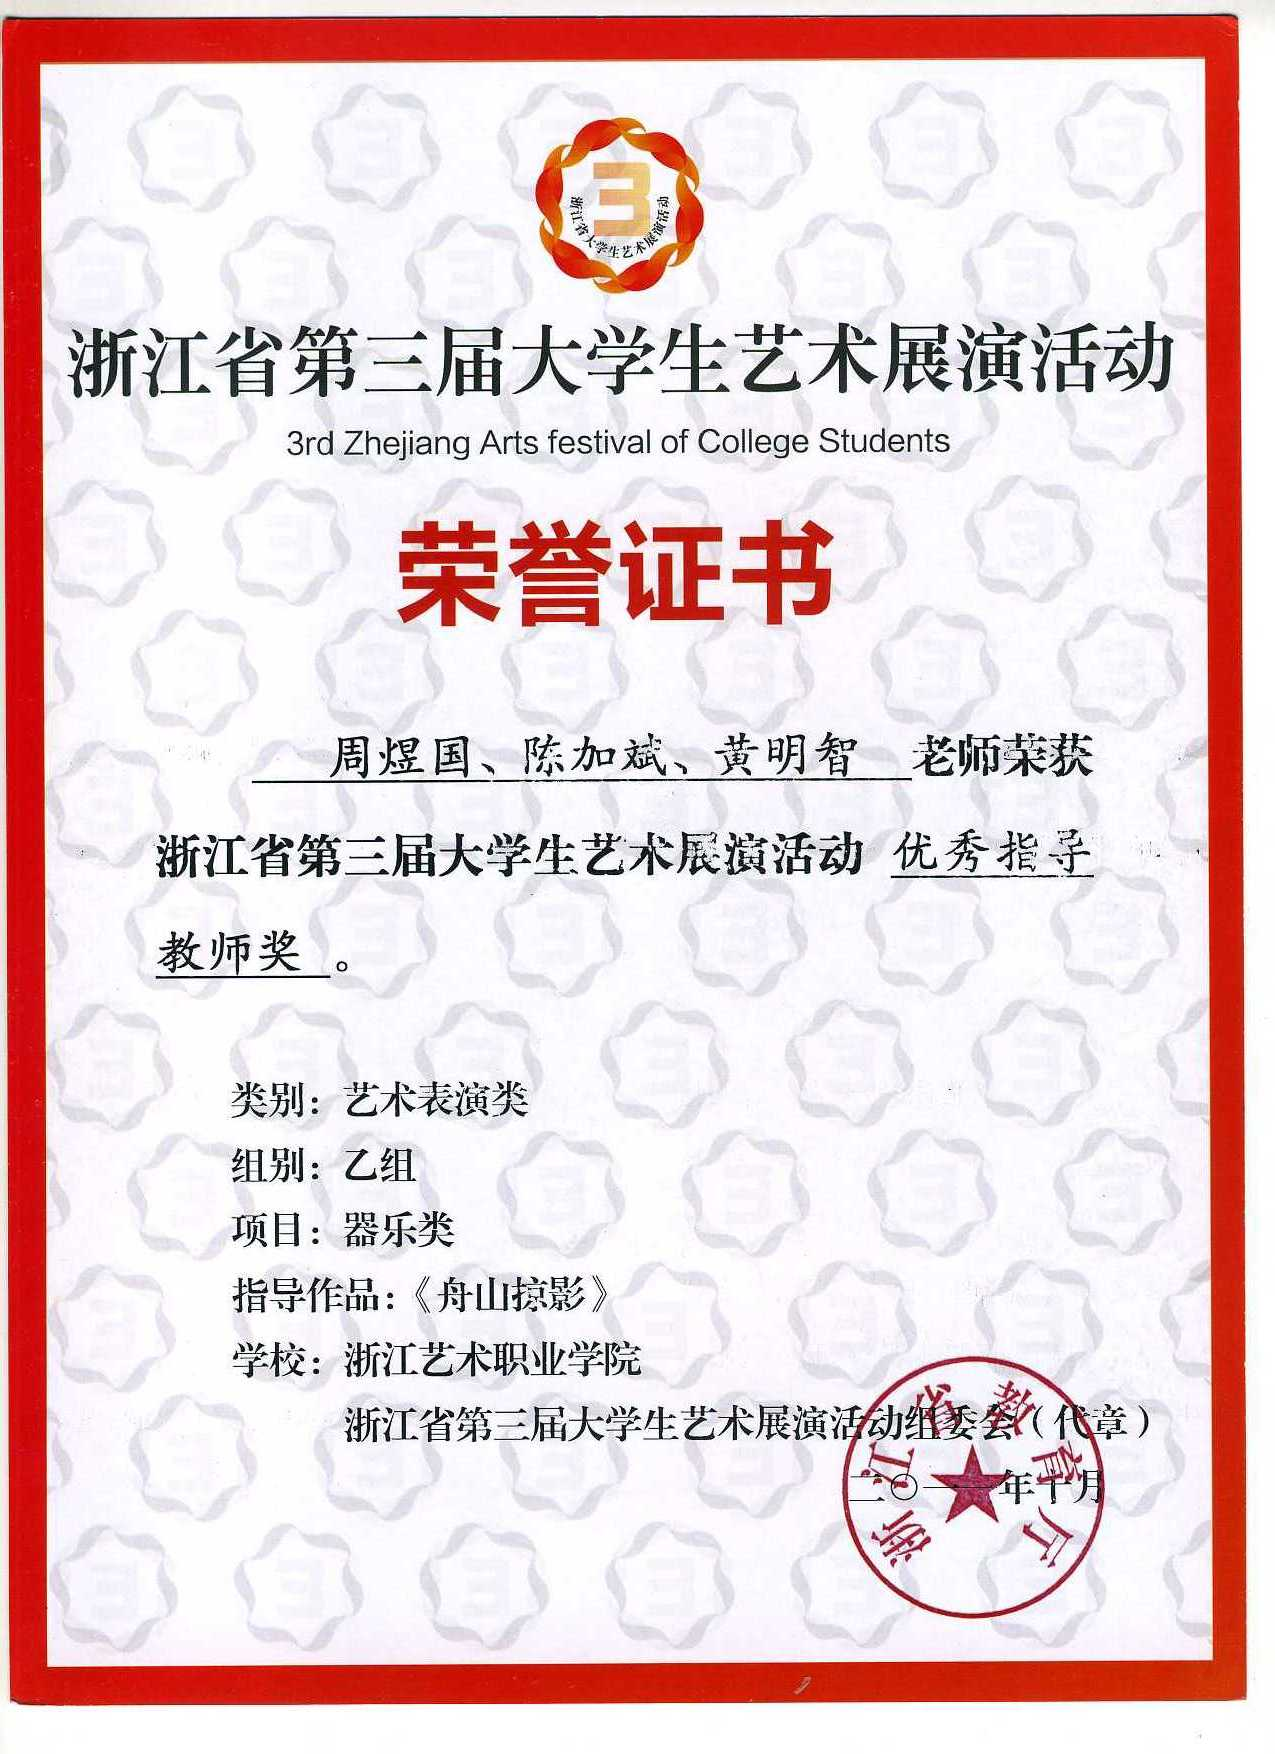 3
浙江省大学生艺术展演活动
浙江省第三届大学生艺术展演活动
3rd Zhejiang Arts festival of College Students
荣誉证书
周煜国、陈加斌、黄明智 老师荣获
浙江省第三届大学生艺术展演活动 优秀指导
教师奖 。
类别：艺术表演类
组别：乙组
项目：器乐类
指导作品：《舟山掠影》
学校：浙江艺术职业学院
浙江省第三届大学生艺术展演活动组委会（代章）
二〇一一年十月
浙江省教育厅